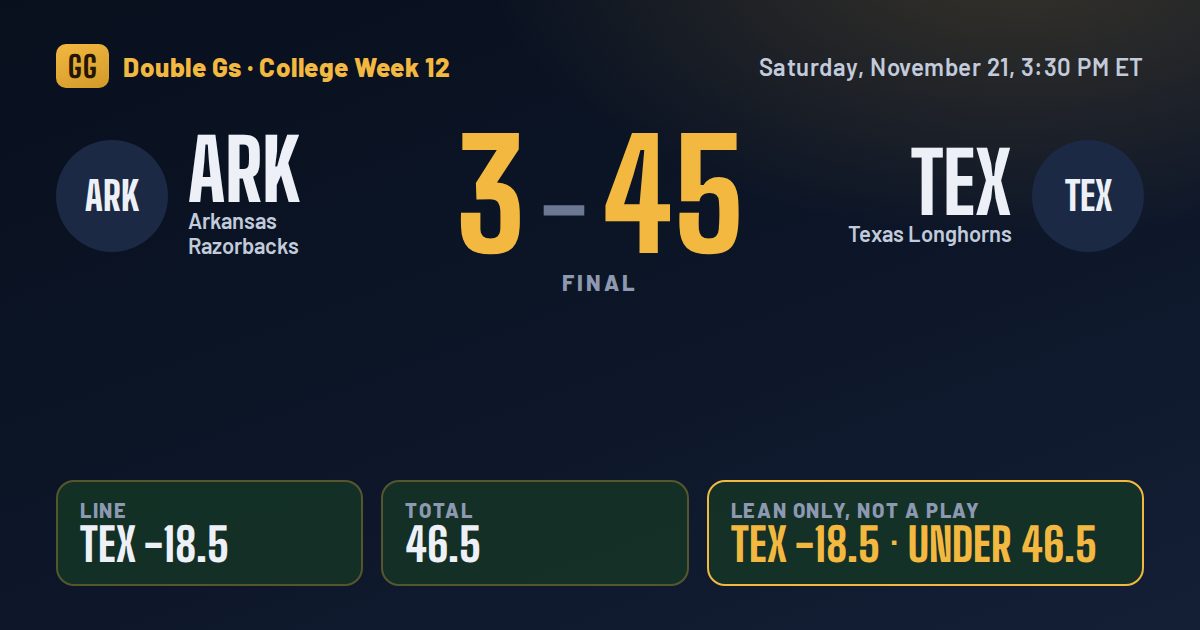 GG Double Gs · College Week 12
Saturday, November 21, 3:30 PM ET
ARK
ARK
Arkansas
Razorbacks
3 – 45
FINAL
TEX
Texas Longhorns
TEX
LINE
TEX –18.5
TOTAL
46.5
LEAN ONLY, NOT A PLAY
TEX –18.5 · UNDER 46.5